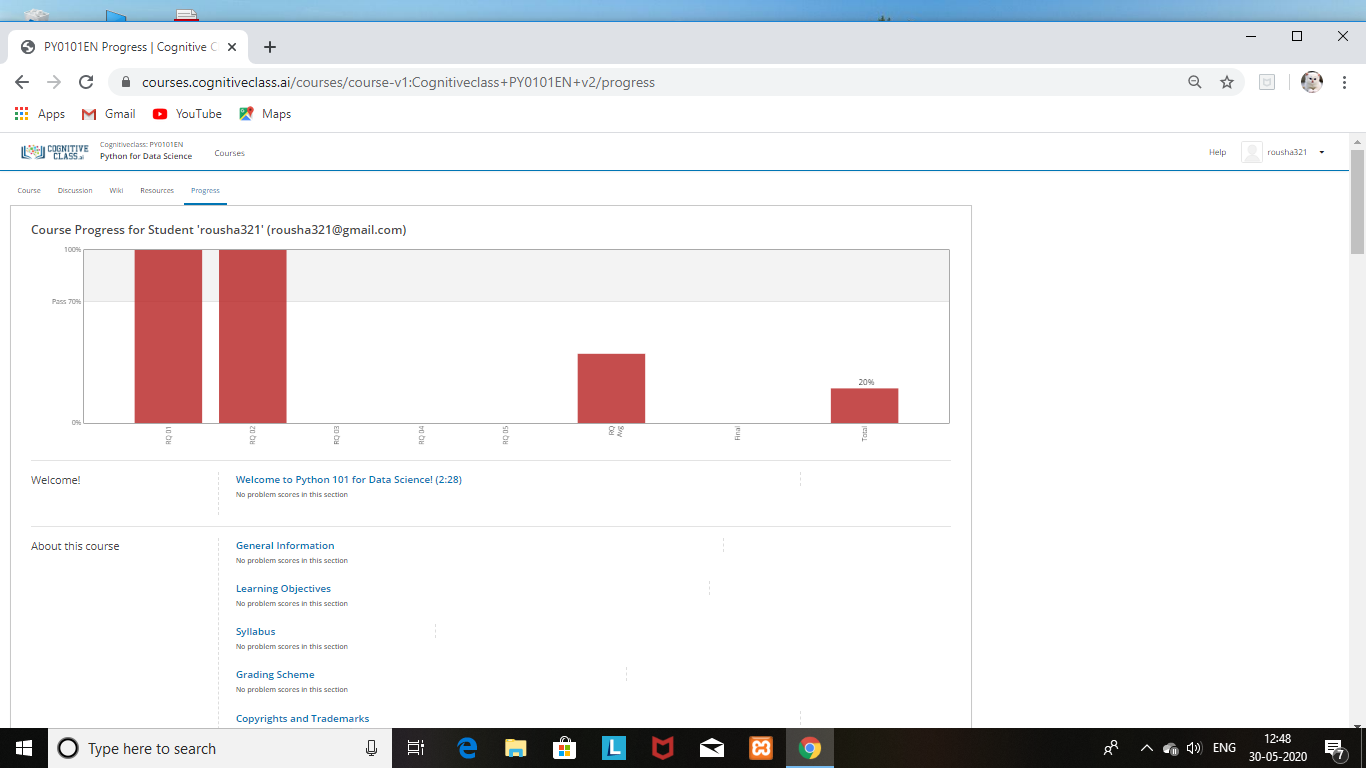 PY0101EN Progress | Cognitive C
courses.cognitiveclass.ai/courses/course-v1:Cognitiveclass+PY0101EN+v2/progress
Apps Gmail YouTube Maps
COGNITIVE
CLASS.ai
Cognitiveclass: PY0101EN
Python for Data Science
Courses
Help
rousha321
Course Discussion Wiki Resources Progress
Course Progress for Student 'rousha321' (rousha321@gmail.com)
100%
Pass 70%
0%
20%
RQ 01
RQ 02
RQ 03
RQ 04
RQ 05
RQ
Avg
Final
Total
Welcome!
Welcome to Python 101 for Data Science! (2:28)
No problem scores in this section
About this course
General Information
No problem scores in this section
Learning Objectives
No problem scores in this section
Syllabus
No problem scores in this section
Grading Scheme
No problem scores in this section
Copyrights and Trademarks
Type here to search
L
ENG
12:48
30-05-2020
7